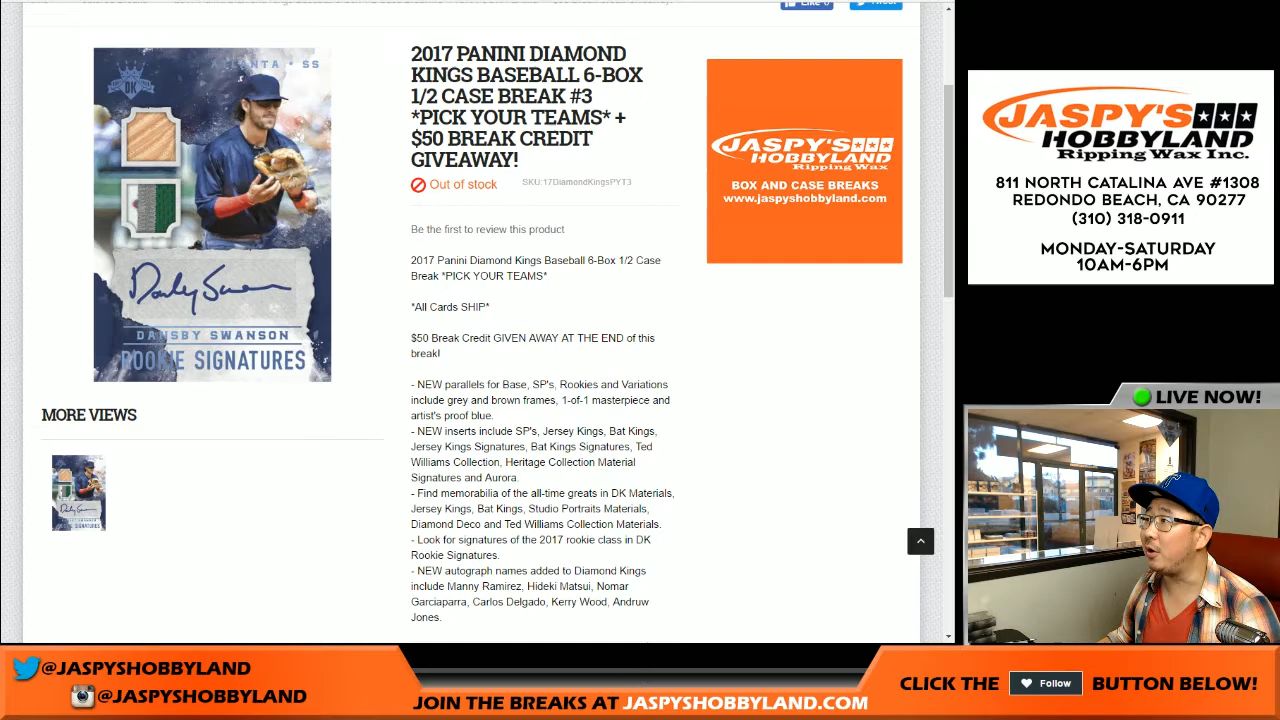 Like 0
Tweet
ANTA • SS
DK
Dansby Swanson
DANSBY SWANSON
ROOKIE SIGNATURES
MORE VIEWS
2017 PANINI DIAMOND
KINGS BASEBALL 6-BOX
1/2 CASE BREAK #3
*PICK YOUR TEAMS* +
$50 BREAK CREDIT
GIVEAWAY!
Out of stock
SKU:17DiamondKingsPYT3
Be the first to review this product
2017 Panini Diamond Kings Baseball 6-Box 1/2 Case
Break *PICK YOUR TEAMS*
*All Cards SHIP*
$50 Break Credit GIVEN AWAY AT THE END of this
break!
- NEW parallels for Base, SP's, Rookies and Variations
include grey and brown frames, 1-of-1 masterpiece and
artist's proof blue.
- NEW inserts include SP's, Jersey Kings, Bat Kings,
Jersey Kings Signatures, Bat Kings Signatures, Ted
Williams Collection, Heritage Collection Material
Signatures and Aurora.
- Find memorabilia of the all-time greats in DK Materials,
Jersey Kings, Bat Kings, Studio Portraits Materials,
Diamond Deco and Ted Williams Collection Materials.
- Look for signatures of the 2017 rookie class in DK
Rookie Signatures.
- NEW autograph names added to Diamond Kings
include Manny Ramirez, Hideki Matsui, Nomar
Garciaparra, Carlos Delgado, Kerry Wood, Andruw
Jones.
JASPY'S
HOBBYLAND
Ripping Wax
BOX AND CASE BREAKS
www.jaspyshobbyland.com
JASPY'S
HOBBYLAND
Ripping Wax Inc.
811 NORTH CATALINA AVE #1308
REDONDO BEACH, CA 90277
(310) 318-0911
MONDAY-SATURDAY
10AM-6PM
LIVE NOW!
@JASPYSHOBBYLAND
@JASPYSHOBBYLAND
JOIN THE BREAKS AT JASPYSHOBBYLAND.COM
CLICK THE Follow BUTTON BELOW!